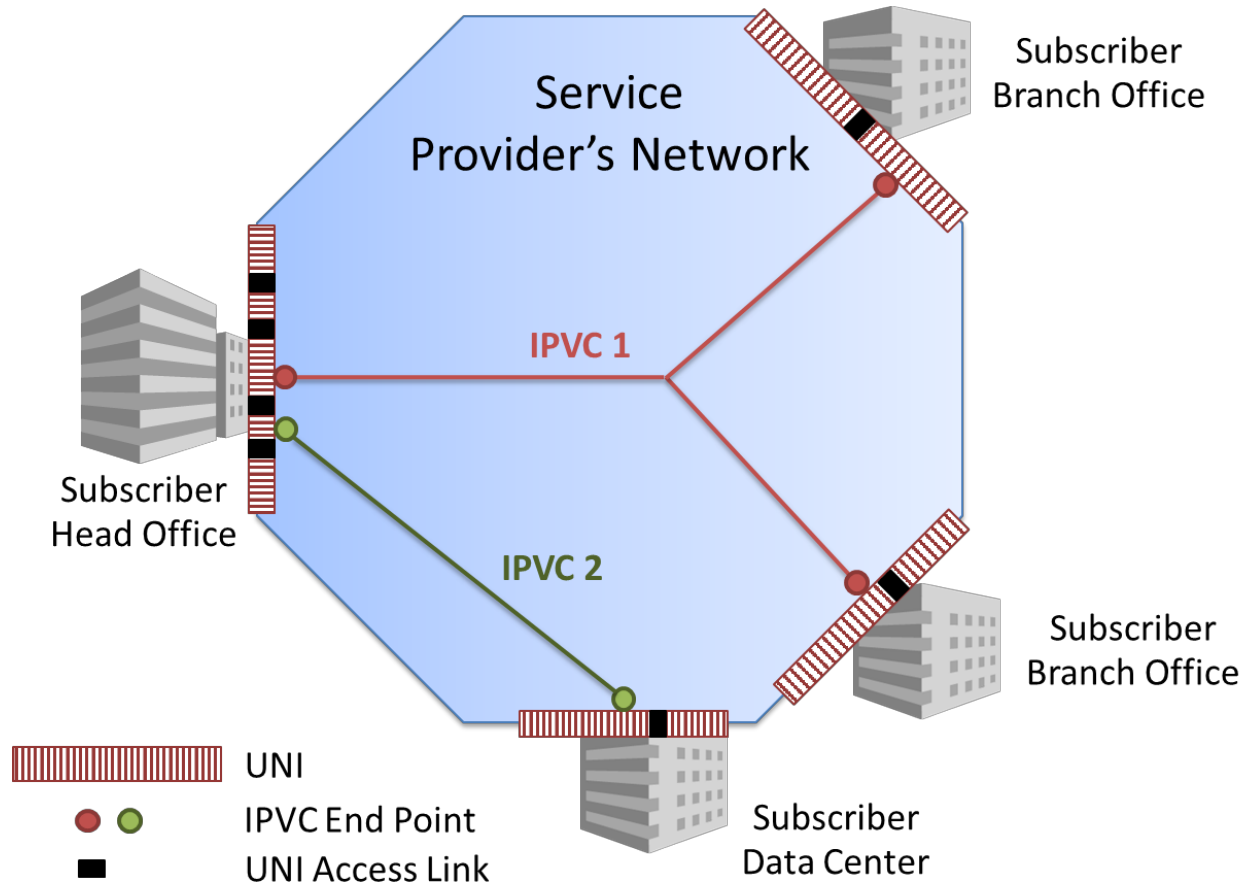 Service
Provider's Network
Subscriber
Branch Office
IPVC 1
Subscriber
Head Office
IPVC 2
Subscriber
Branch Office
Subscriber
Data Center
UNI
IPVC End Point
UNI Access Link